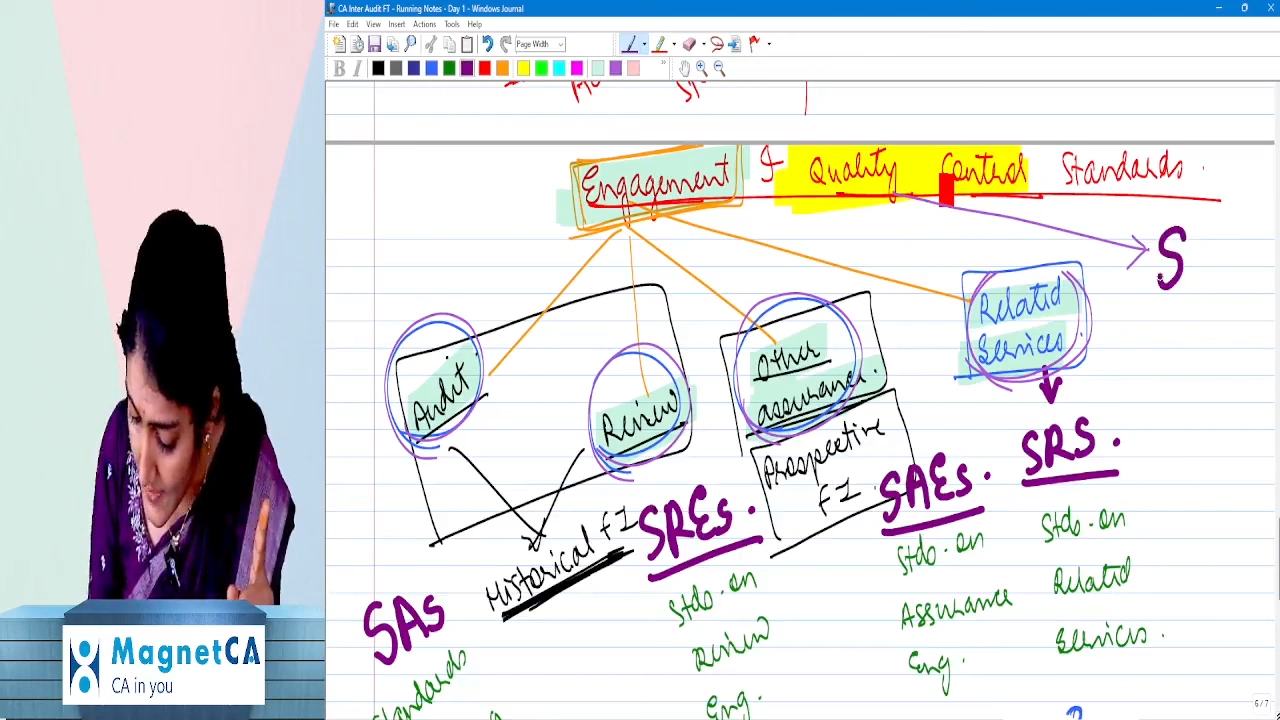 CA Inter Audit FT - Running Notes - Day 1 - Windows Journal
File Edit View Insert Actions Tools Help
Page Width
B I
Engagement & Quality Control Standards
S
Related
Services
Audit
Review
Other
assurance.
Prospective
FI.
Historical FI
SAs
Standards
SREs.
Stds. on
Review
Eng.
SAEs.
Stds. on
Assurance
Eng.
SRS.
Stds. on
Related
Services.
MagnetCA
CA in you
6 / 7